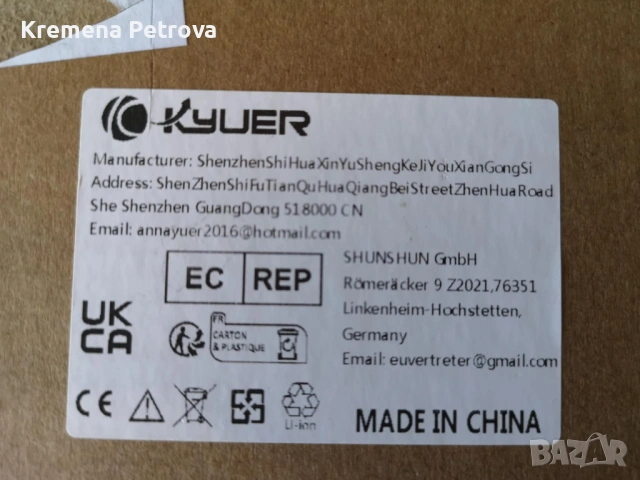 Kremena Petrova
KYUER
Manufacturer: ShenzhenShiHuaXinYuShengKeJiYouXianGongSi
Address: ShenZhenShiFuTianQuHuaQiangBeiStreetZhenHuaRoad
She Shenzhen GuangDong 518000 CN
Email: annayuer2016@hotmail.com
EC REP
SHUNSHUN GmbH
Römeräcker 9 Z2021,76351
Linkenheim-Hochstetten,
Germany
Email: euvertreter@gmail.com
UK
CA
FR
CARTON
& PLASTIQUE
CE
Li-ion
MADE IN CHINA
BAZAR